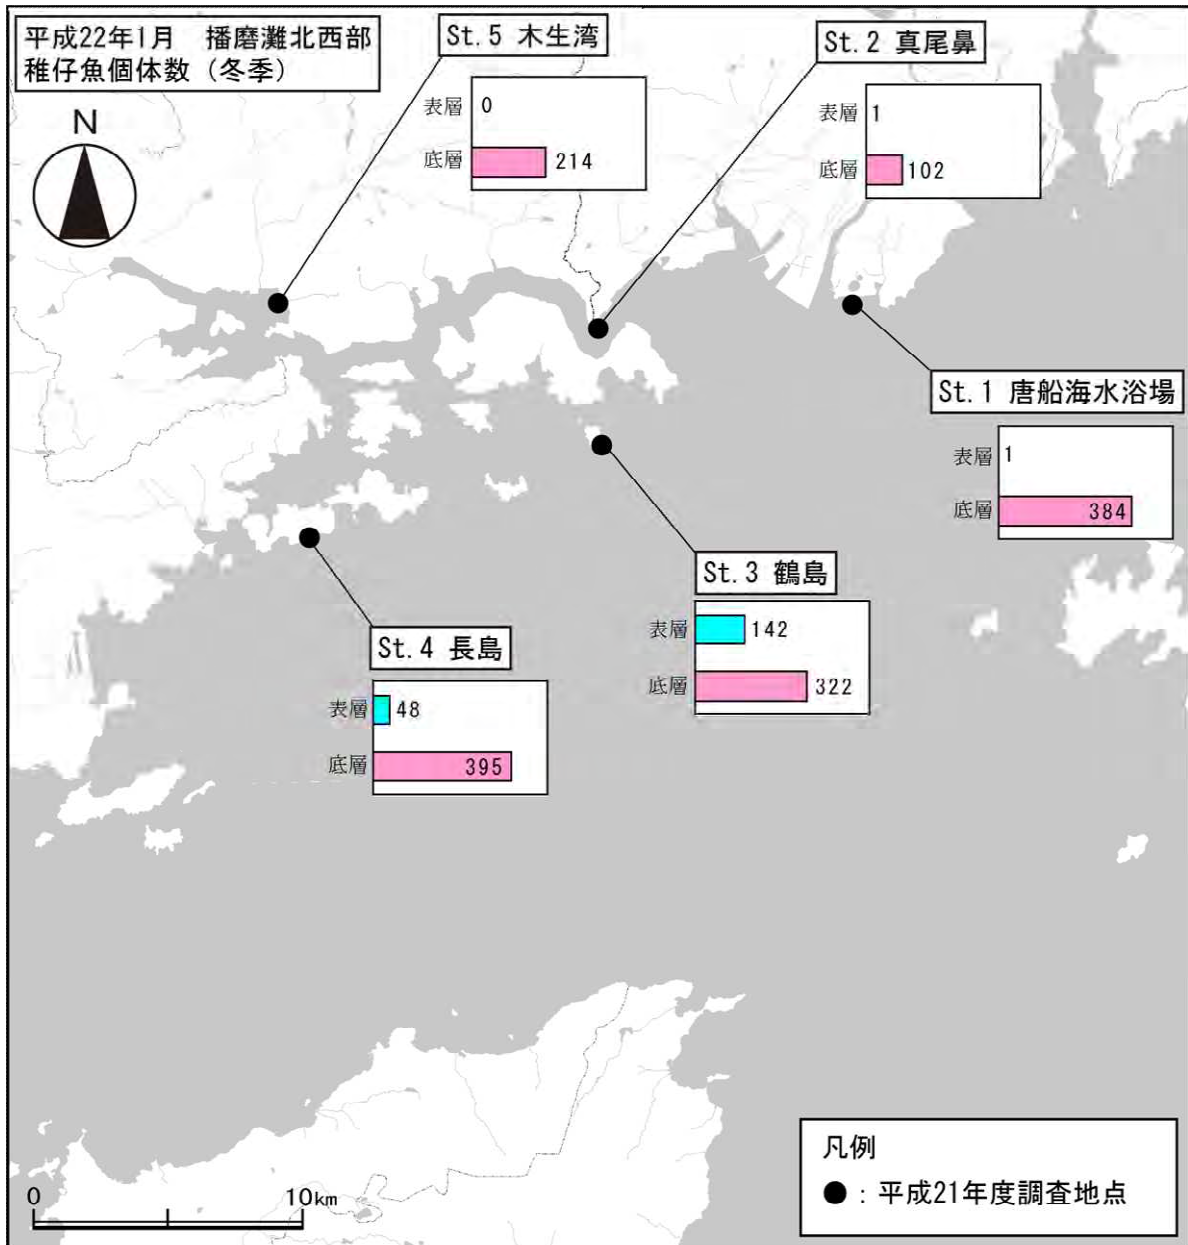 平成22年1月　播磨灘北西部
稚仔魚個体数（冬季）
N
St.5 木生湾
表層 0
底層 214
St.2 真尾鼻
表層 1
底層 102
St.1 唐船海水浴場
表層 1
底層 384
St.3 鶴島
表層 142
底層 322
St.4 長島
表層 48
底層 395
0 10km
凡例
●：平成21年度調査地点